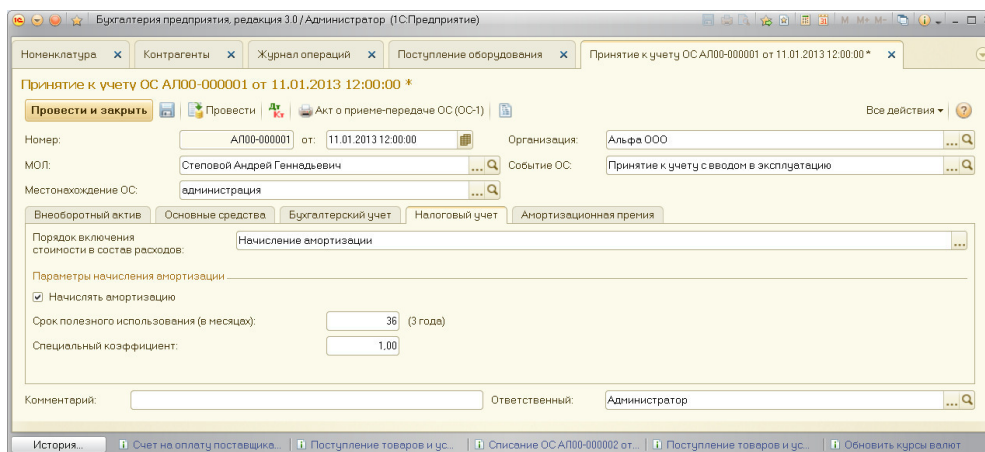 Бухгалтерия предприятия, редакция 3.0 / Администратор (1С:Предприятие)
M M+ M-
Номенклатура × Контрагенты × Журнал операций × Поступление оборудования × Принятие к учету ОС АЛ00-000001 от 11.01.2013 12:00:00 * ×
Принятие к учету ОС АЛ00-000001 от 11.01.2013 12:00:00 *
Провести и закрыть Провести Дт Кт Акт о приеме-передаче ОС (ОС-1) Все действия
Номер: АЛ00-000001 от: 11.01.2013 12:00:00 Организация: Альфа ООО
МОЛ: Степовой Андрей Геннадьевич Событие ОС: Принятие к учету с вводом в эксплуатацию
Местонахождение ОС: администрация
Внеоборотный актив Основные средства Бухгалтерский учет Налоговый учет Амортизационная премия
Порядок включения
стоимости в состав расходов: Начисление амортизации
Параметры начисления амортизации
Начислять амортизацию
Срок полезного использования (в месяцах): 36 (3 года)
Специальный коэффициент: 1,00
Комментарий: Ответственный: Администратор
История... Счет на оплату поставщика... Поступление товаров и ус... Списание ОС АЛ00-000002 от... Поступление товаров и ус... Обновить курсы валют